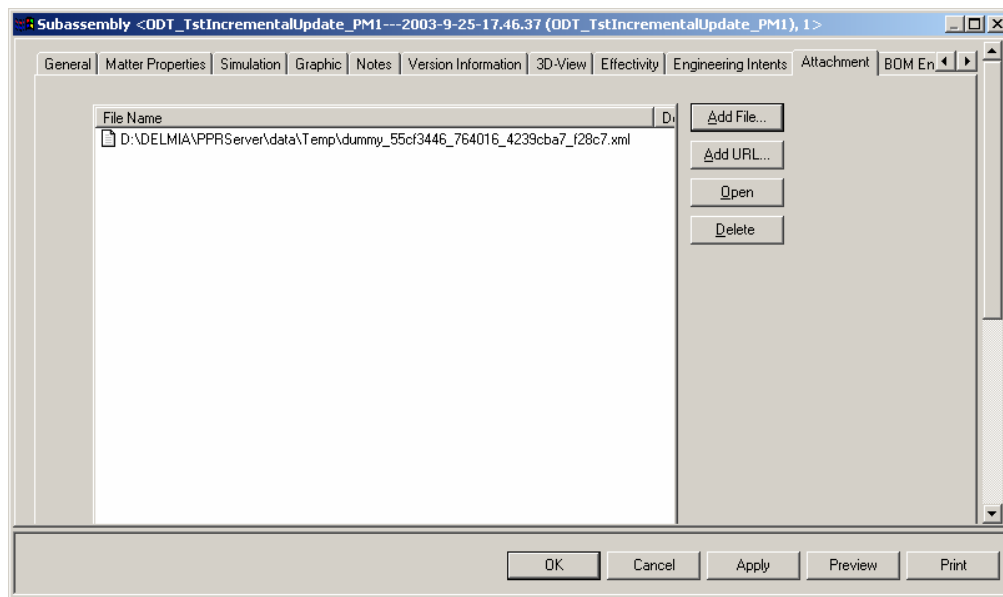 Subassembly <ODT_TstIncrementalUpdate_PM1---2003-9-25-17.46.37 (ODT_TstIncrementalUpdate_PM1), 1>
General Matter Properties Simulation Graphic Notes Version Information 3D-View Effectivity Engineering Intents Attachment BOM En
File Name
Add File...
D:\DELMIA\PPRServer\data\Temp\dummy_55cf3446_764016_4239cba7_f28c7.xml
Add URL...
Open
Delete
OK Cancel Apply Preview Print